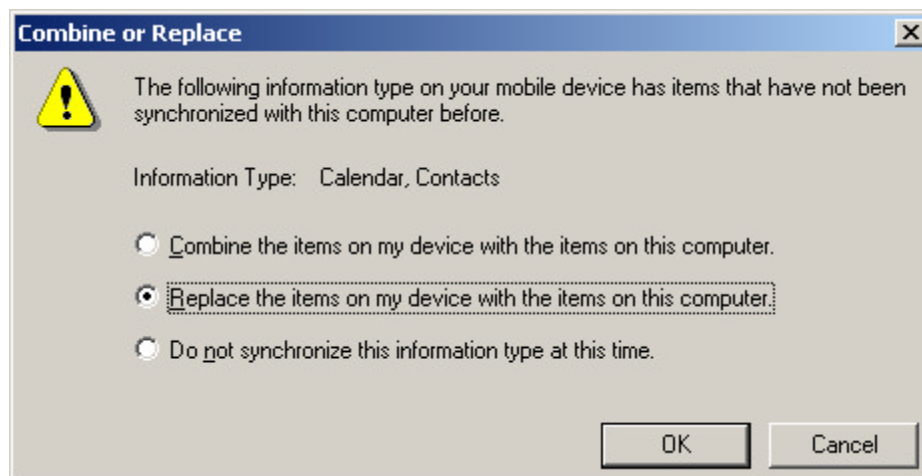 Combine or Replace
The following information type on your mobile device has items that have not been
synchronized with this computer before.
Information Type: Calendar, Contacts
Combine the items on my device with the items on this computer.
Replace the items on my device with the items on this computer.
Do not synchronize this information type at this time.
OK Cancel